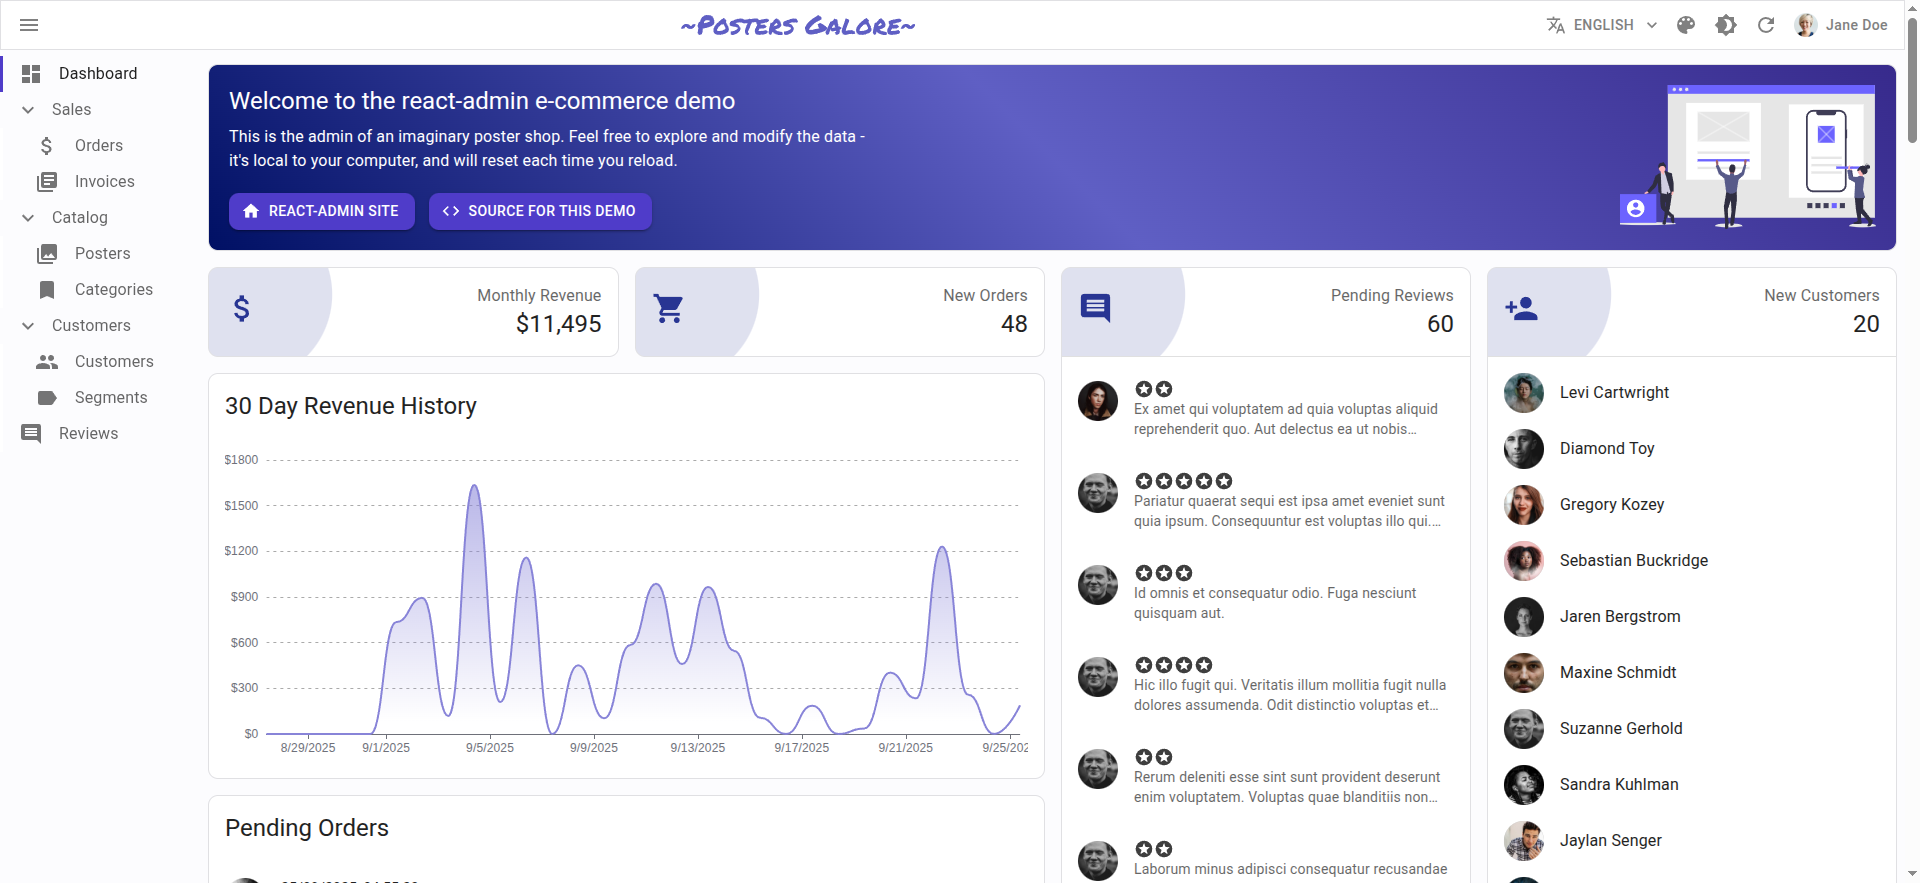 ~Posters Galore~
ENGLISH
Jane Doe
Dashboard
Sales
Orders
Invoices
Catalog
Posters
Categories
Customers
Customers
Segments
Reviews
Welcome to the react-admin e-commerce demo
This is the admin of an imaginary poster shop. Feel free to explore and modify the data -
it's local to your computer, and will reset each time you reload.
REACT-ADMIN SITE
SOURCE FOR THIS DEMO
Monthly Revenue
$11,495
New Orders
48
30 Day Revenue History
$1800
$1500
$1200
$900
$600
$300
$0
8/29/2025 9/1/2025 9/5/2025 9/9/2025 9/13/2025 9/17/2025 9/21/2025 9/25/202
Pending Orders
Pending Reviews
60
Ex amet qui voluptatem ad quia voluptas aliquid
reprehenderit quo. Aut delectus ea ut nobis…
Pariatur quaerat sequi est ipsa amet eveniet sunt
quia ipsum. Consequuntur est voluptas illo qui.…
Id omnis et consequatur odio. Fuga nesciunt
quisquam aut.
Hic illo fugit qui. Veritatis illum mollitia fugit nulla
dolores assumenda. Odit distinctio voluptas et…
Rerum deleniti esse sint sunt provident deserunt
enim voluptatem. Voluptas quae blanditiis non…
Laborum minus adipisci consequatur recusandae
New Customers
20
Levi Cartwright
Diamond Toy
Gregory Kozey
Sebastian Buckridge
Jaren Bergstrom
Maxine Schmidt
Suzanne Gerhold
Sandra Kuhlman
Jaylan Senger